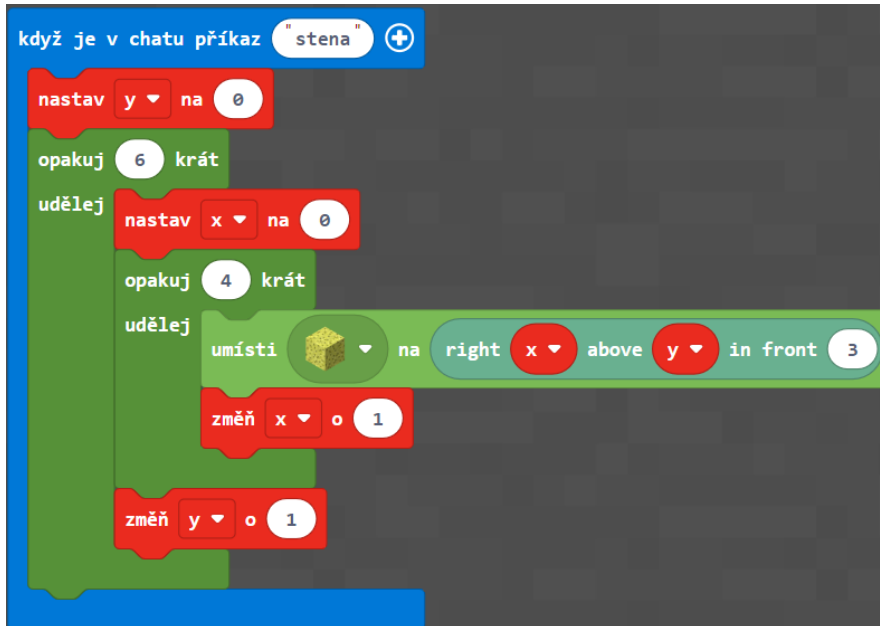 když je v chatu příkaz "stena"
nastav y na 0
opakuj 6 krát
udělej
nastav x na 0
opakuj 4 krát
udělej
umísti na right x above y in front 3
změň x o 1
změň y o 1